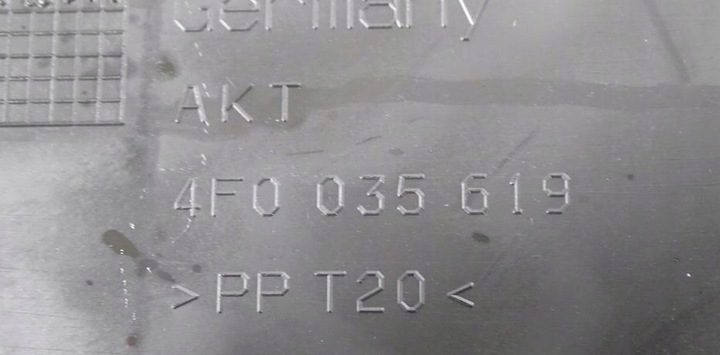 Germany
AKT
4F0 035 619
>PP T20<